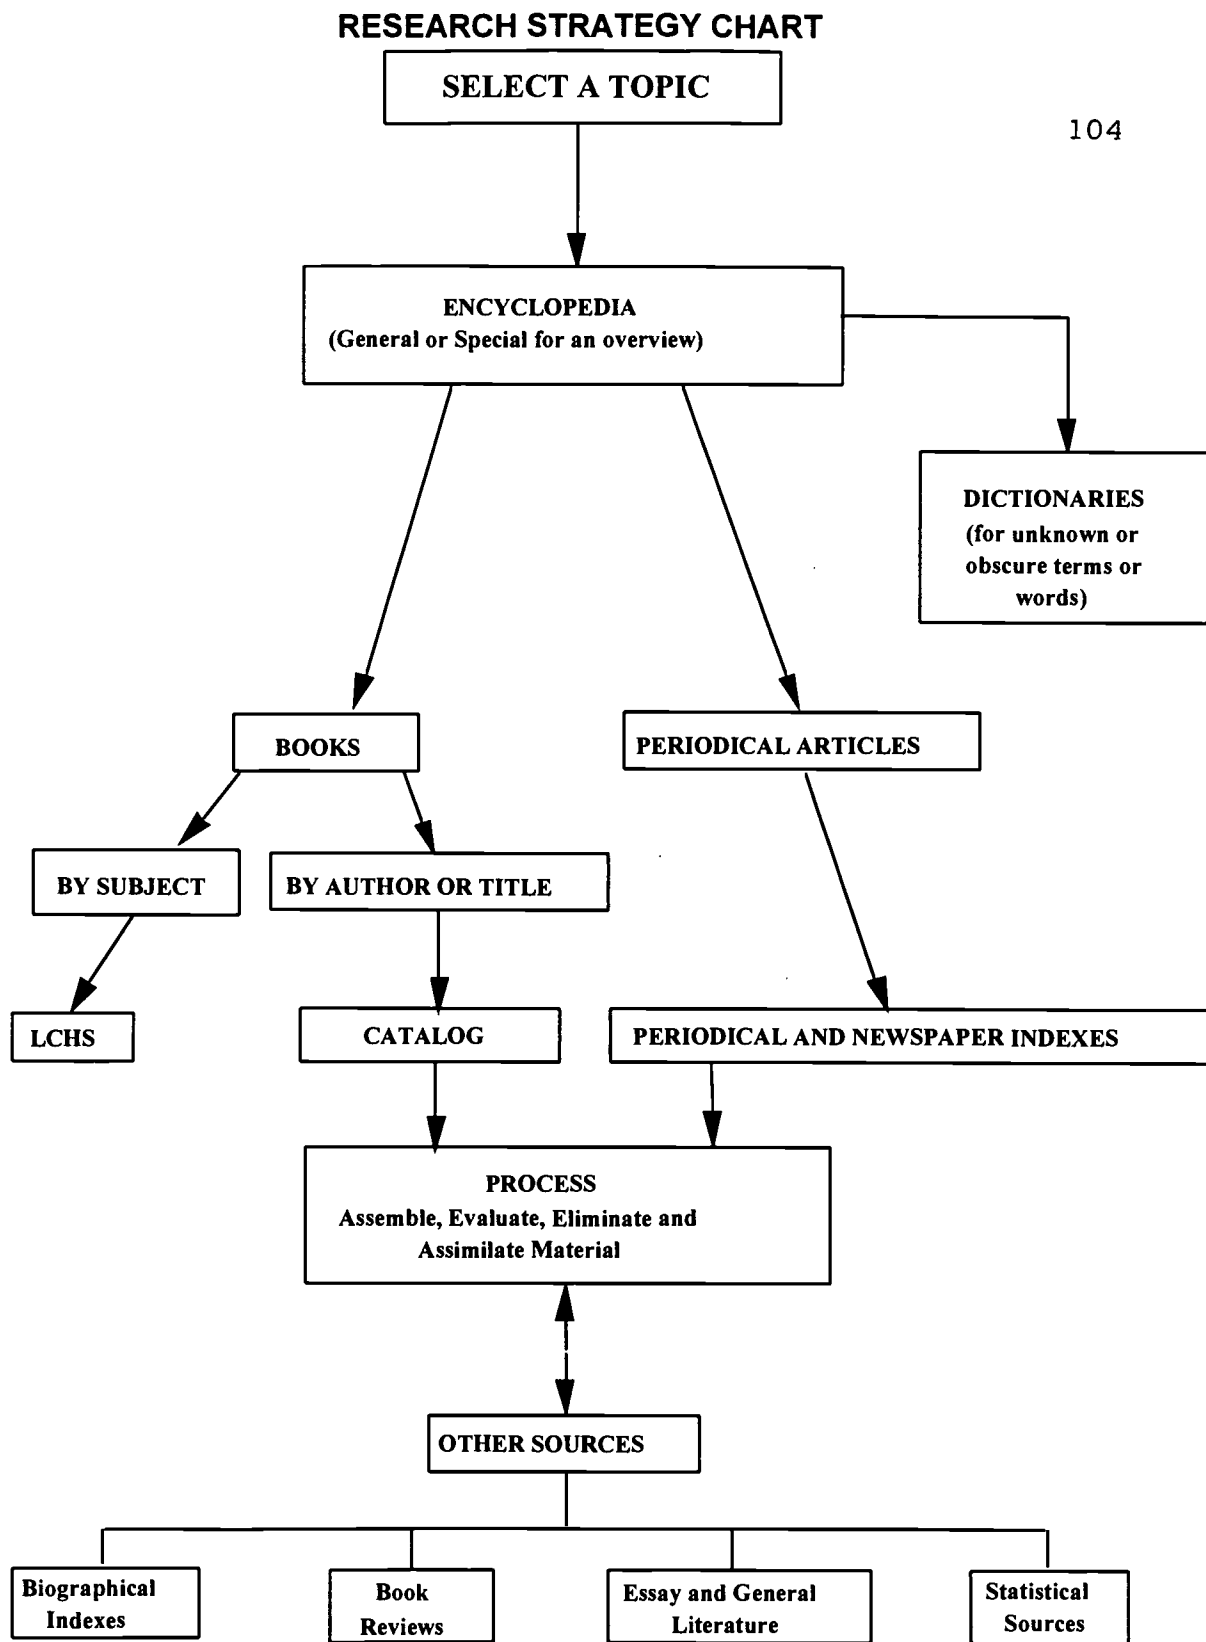 RESEARCH STRATEGY CHART
SELECT A TOPIC
104
ENCYCLOPEDIA
(General or Special for an overview)
DICTIONARIES
(for unknown or
obscure terms or
words)
BOOKS
PERIODICAL ARTICLES
BY SUBJECT
BY AUTHOR OR TITLE
LCHS
CATALOG
PERIODICAL AND NEWSPAPER INDEXES
PROCESS
Assemble, Evaluate, Eliminate and
Assimilate Material
OTHER SOURCES
Biographical
Indexes
Book
Reviews
Essay and General
Literature
Statistical
Sources